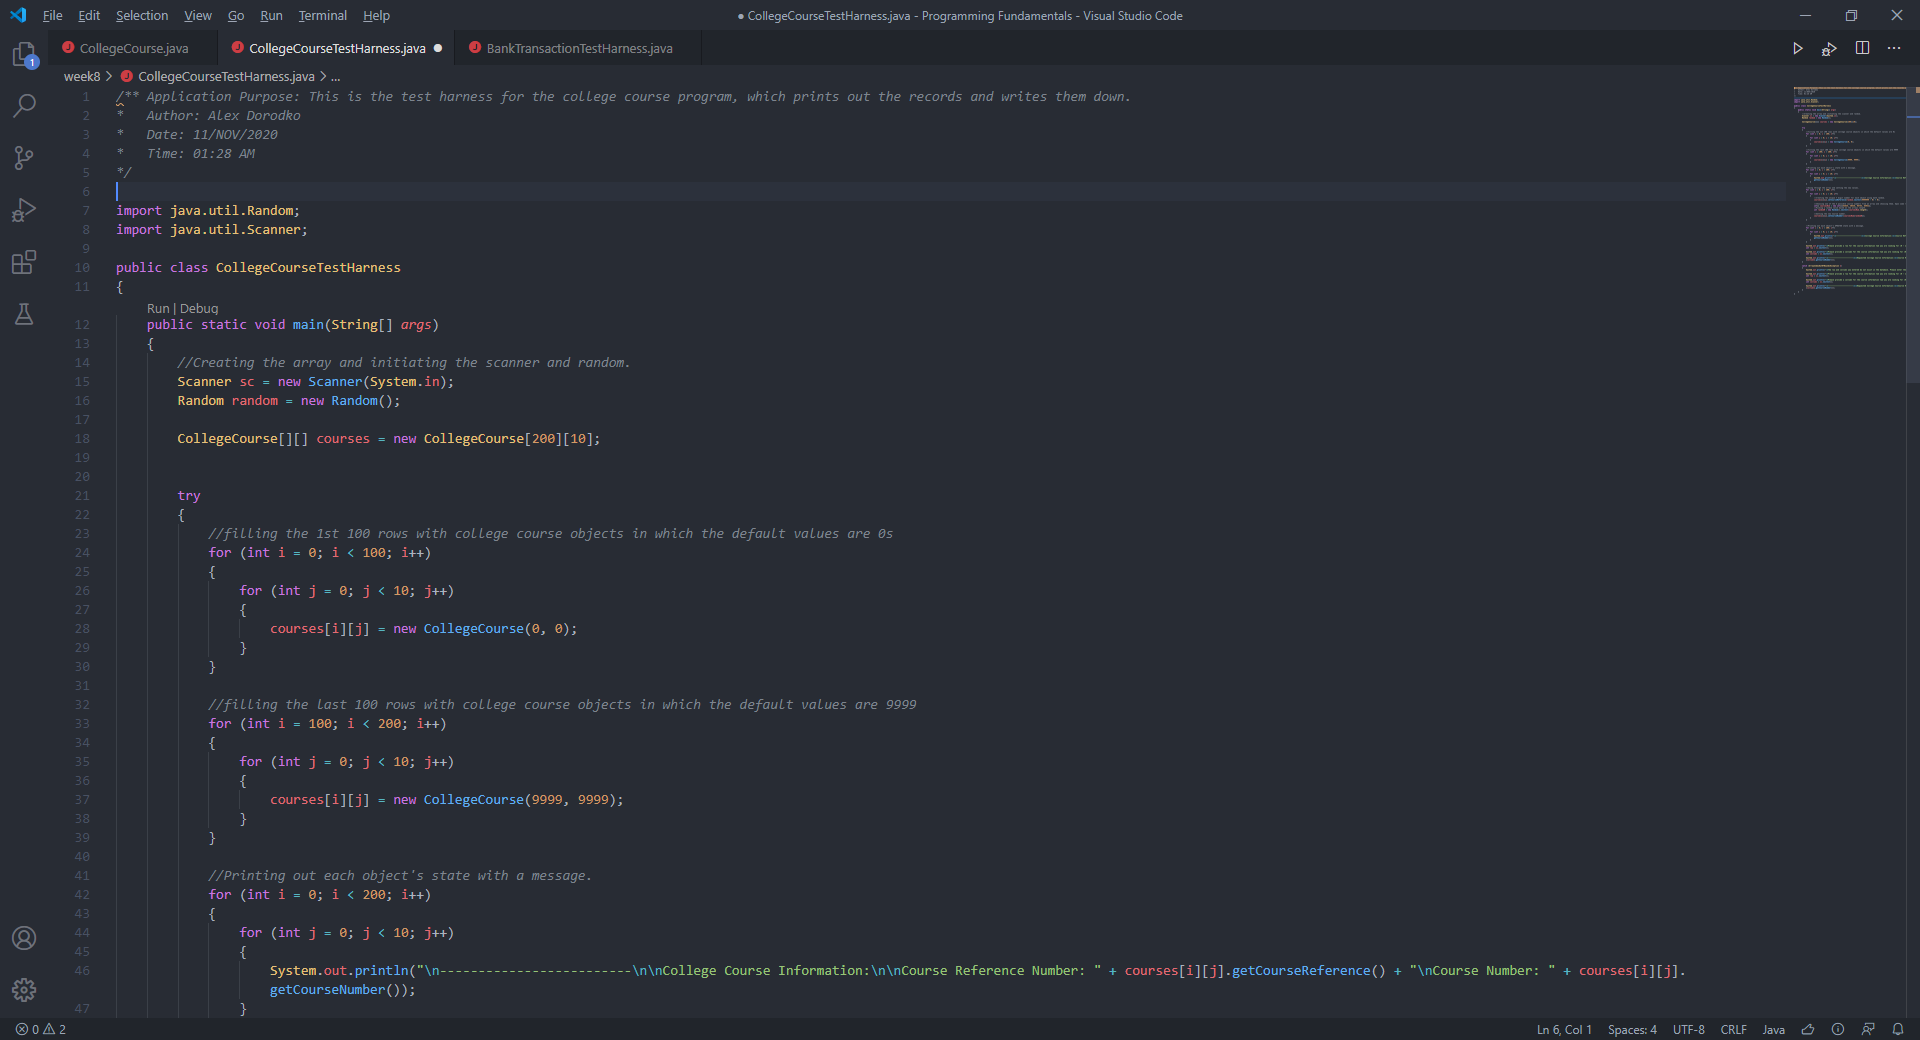 File Edit Selection View Go Run Terminal Help
● CollegeCourseTestHarness.java - Programming Fundamentals - Visual Studio Code
CollegeCourse.java
CollegeCourseTestHarness.java
BankTransactionTestHarness.java
1
week8 > CollegeCourseTestHarness.java > ...
1 /** Application Purpose: This is the test harness for the college course program, which prints out the records and writes them down.
2 *   Author: Alex Dorodko
3 *   Date: 11/NOV/2020
4 *   Time: 01:28 AM
5 */
6
7 import java.util.Random;
8 import java.util.Scanner;
9
10 public class CollegeCourseTestHarness
11 {
Run | Debug
12     public static void main(String[] args)
13     {
14         //Creating the array and initiating the scanner and random.
15         Scanner sc = new Scanner(System.in);
16         Random random = new Random();
17
18         CollegeCourse[][] courses = new CollegeCourse[200][10];
19
20
21         try
22         {
23             //filling the 1st 100 rows with college course objects in which the default values are 0s
24             for (int i = 0; i < 100; i++)
25             {
26                 for (int j = 0; j < 10; j++)
27                 {
28                     courses[i][j] = new CollegeCourse(0, 0);
29                 }
30             }
31
32             //filling the last 100 rows with college course objects in which the default values are 9999
33             for (int i = 100; i < 200; i++)
34             {
35                 for (int j = 0; j < 10; j++)
36                 {
37                     courses[i][j] = new CollegeCourse(9999, 9999);
38                 }
39             }
40
41             //Printing out each object's state with a message.
42             for (int i = 0; i < 200; i++)
43             {
44                 for (int j = 0; j < 10; j++)
45                 {
46                     System.out.println("\n-------------------------\n\nCollege Course Information:\n\nCourse Reference Number: " + courses[i][j].getCourseReference() + "\nCourse Number: " + courses[i][j].
getCourseNumber());
47                 }
0 2
Ln 6, Col 1 Spaces: 4 UTF-8 CRLF Java